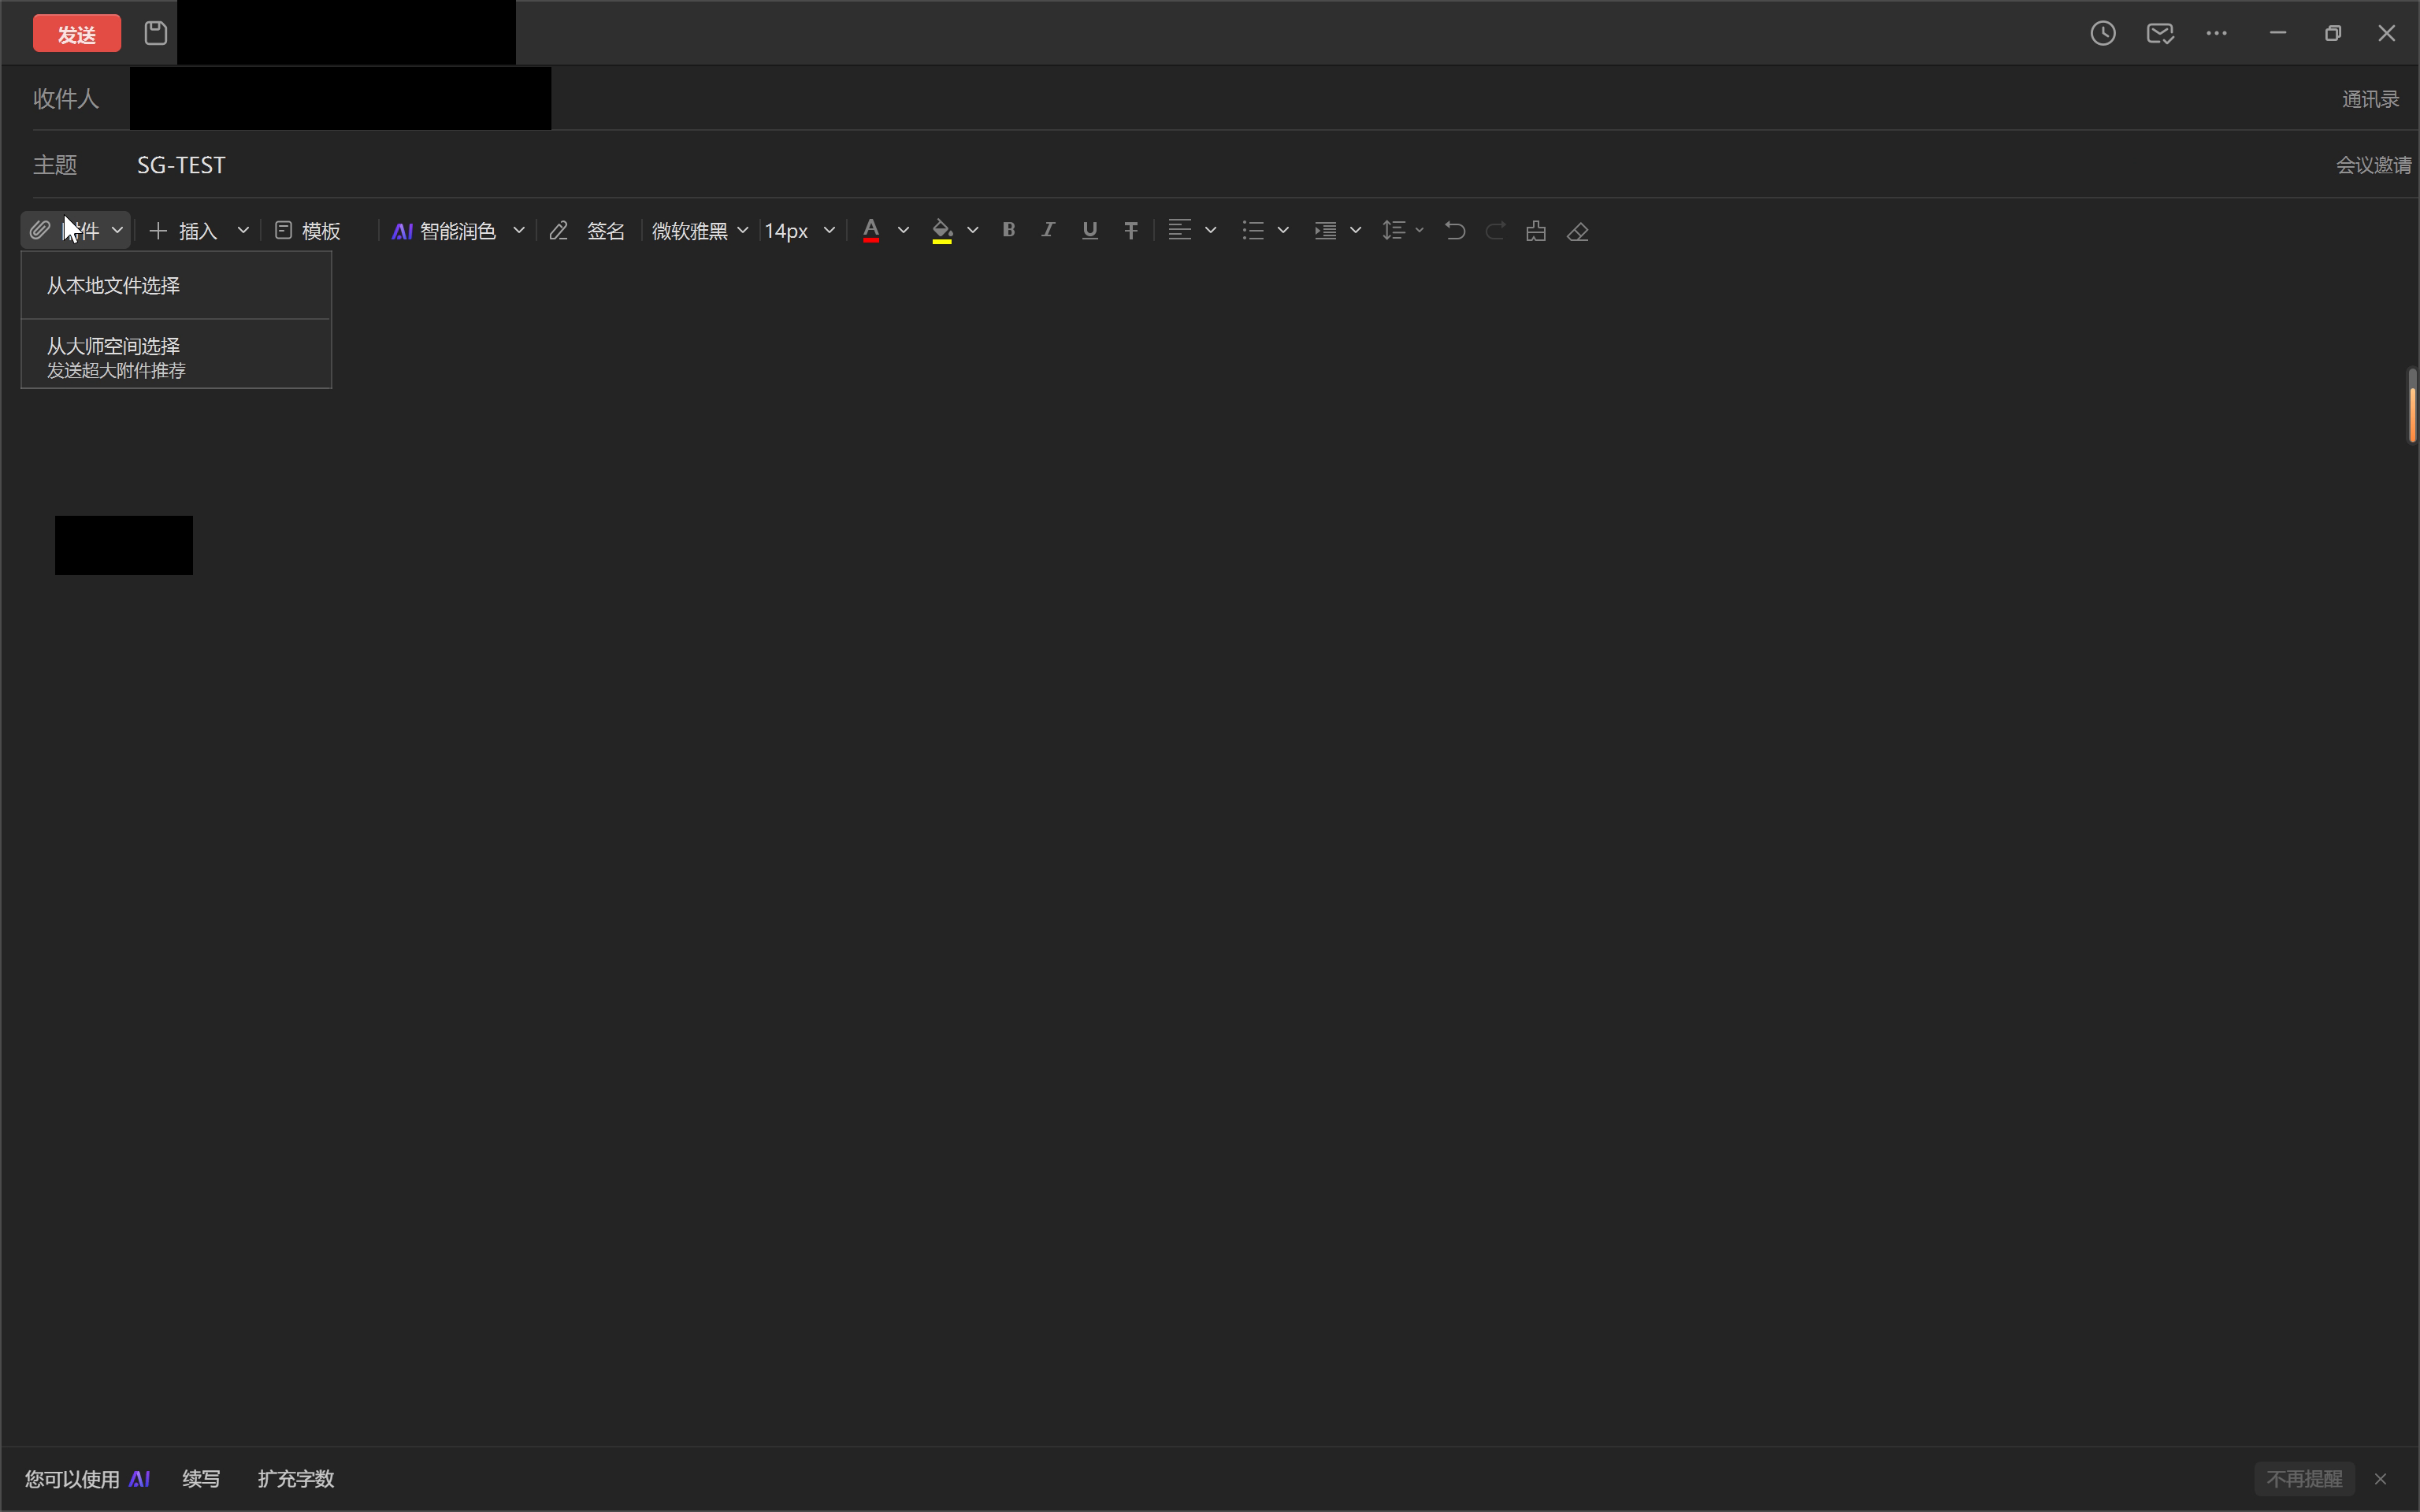 发送
收件人 通讯录
主题 SG-TEST 会议邀请
件 插入 模板 AI 智能润色 签名 微软雅黑 14px A B I U T
从本地文件选择
从大师空间选择
发送超大附件推荐
您可以使用 AI 续写 扩充字数 不再提醒